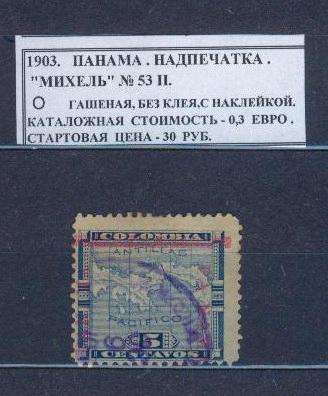 1903. ПАНАМА. НАДПЕЧАТКА.
"МИХЕЛЬ" № 53 II.
О ГАШЕНАЯ, БЕЗ КЛЕЯ,С НАКЛЕЙКОЙ.
КАТАЛОЖНАЯ СТОИМОСТЬ - 0,3 ЕВРО.
СТАРТОВАЯ ЦЕНА - 30 РУБ.
COLOMBIA
ANTILLAS
PACIFICO
5
CENTAVOS